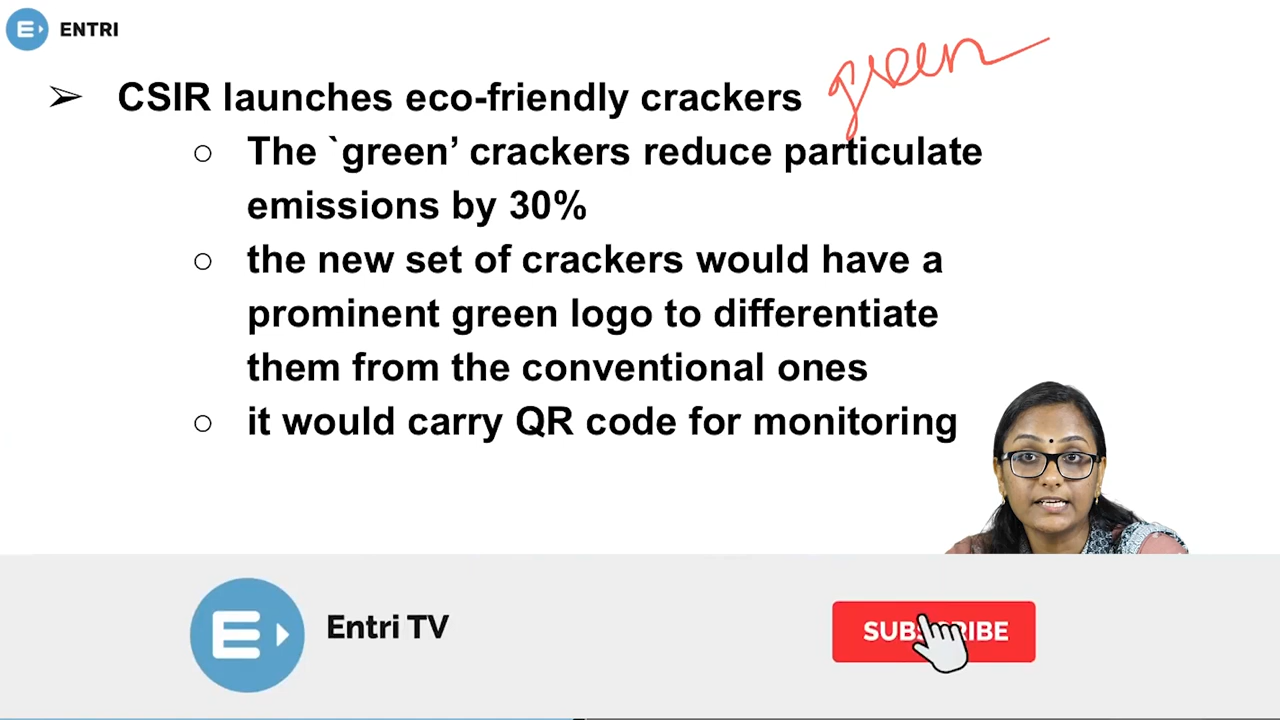 ENTRI
green
➢ CSIR launches eco-friendly crackers
○ The `green’ crackers reduce particulate
emissions by 30%
○ the new set of crackers would have a
prominent green logo to differentiate
them from the conventional ones
○ it would carry QR code for monitoring
Entri TV
SUBSCRIBE